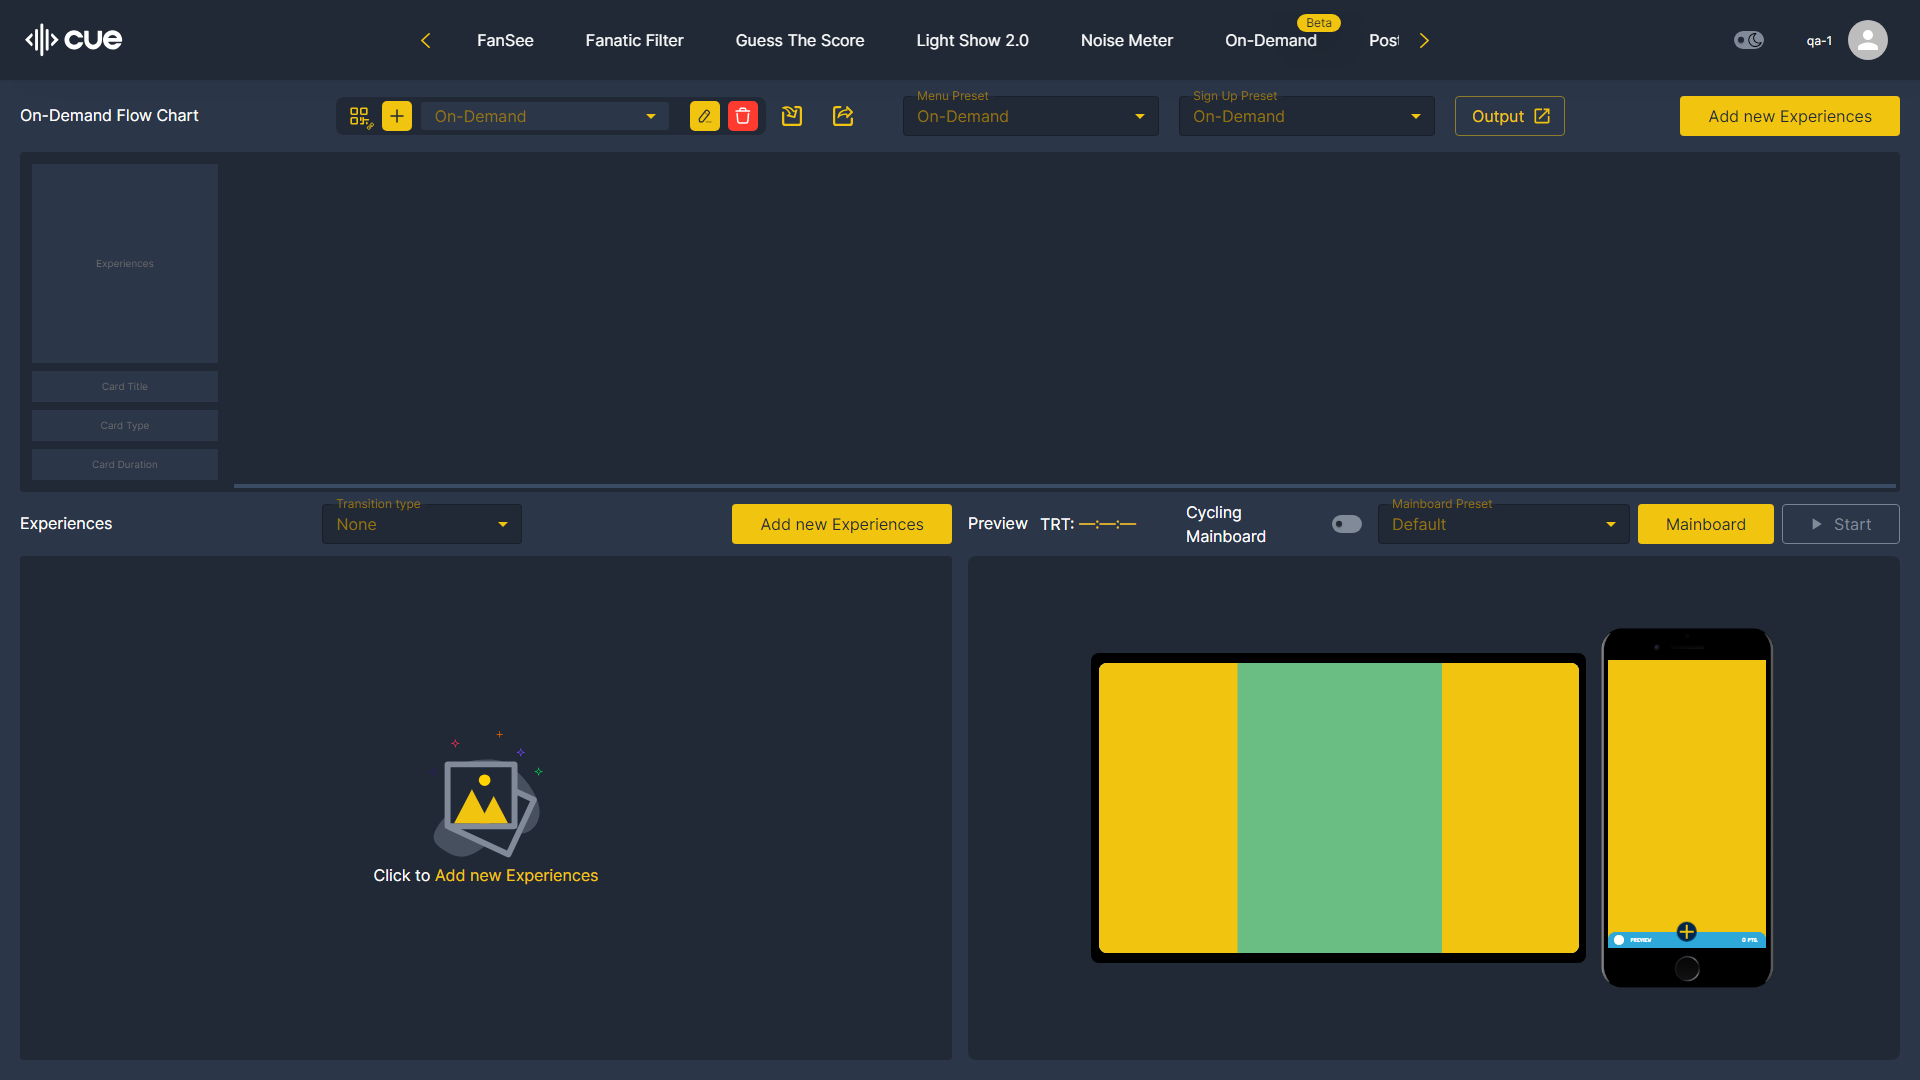 cue
FanSee
Fanatic Filter
Guess The Score
Light Show 2.0
Noise Meter
Beta
On-Demand
Pos
qa-1
On-Demand Flow Chart
On-Demand
Menu Preset
On-Demand
Sign Up Preset
On-Demand
Output
Add new Experiences
Experiences
Card Title
Card Type
Card Duration
Experiences
Transition type
None
Add new Experiences
Preview
TRT: —:—:—
Cycling
Mainboard
Mainboard Preset
Default
Mainboard
Start
Click to Add new Experiences
PREVIEW
0 PTS.